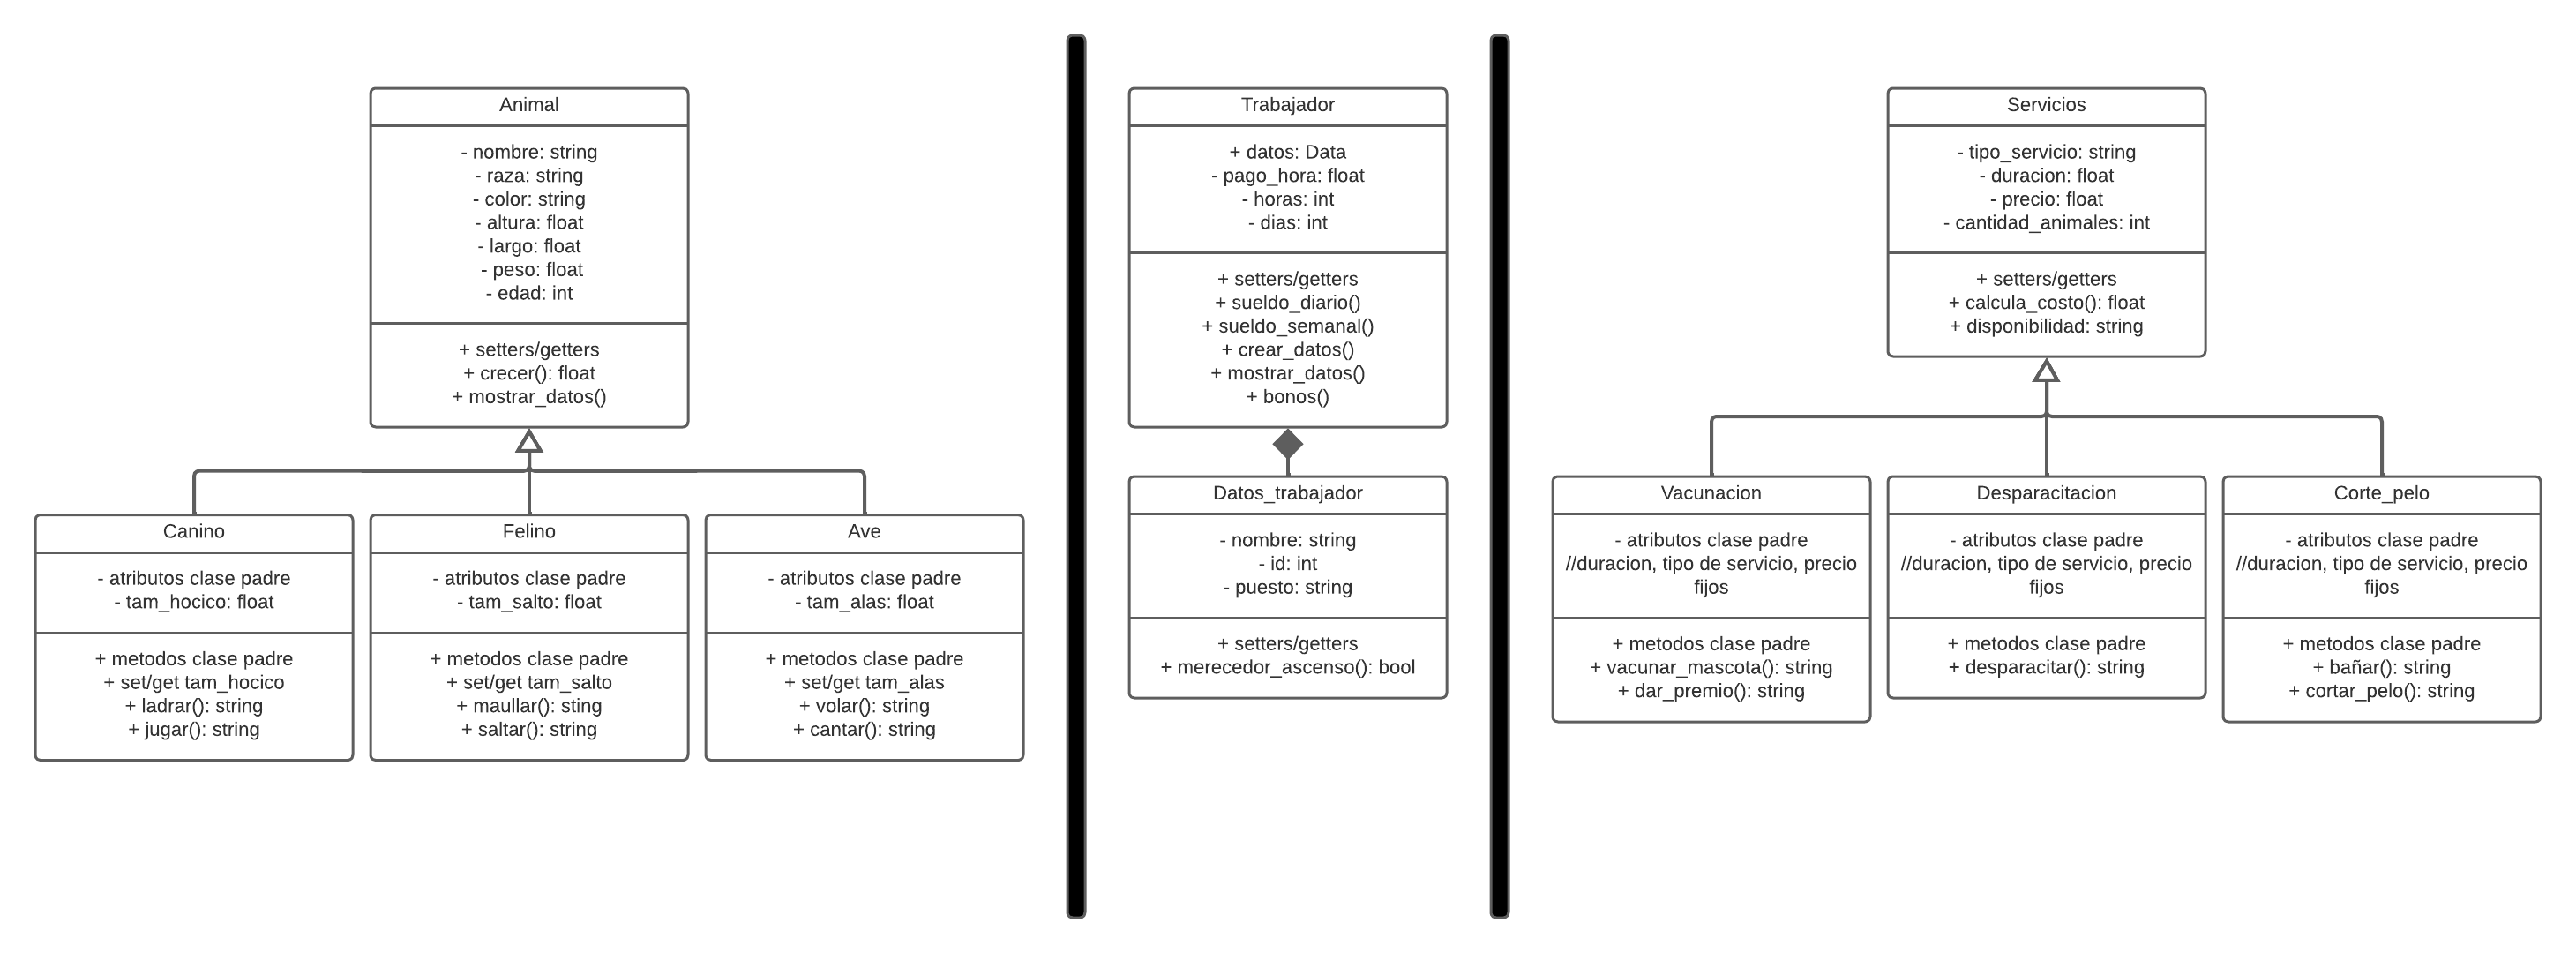 Animal
- nombre: string
- raza: string
- color: string
- altura: float
- largo: float
- peso: float
- edad: int
+ setters/getters
+ crecer(): float
+ mostrar_datos()
Canino
- atributos clase padre
- tam_hocico: float
+ metodos clase padre
+ set/get tam_hocico
+ ladrar(): string
+ jugar(): string
Felino
- atributos clase padre
- tam_salto: float
+ metodos clase padre
+ set/get tam_salto
+ maullar(): sting
+ saltar(): string
Ave
- atributos clase padre
- tam_alas: float
+ metodos clase padre
+ set/get tam_alas
+ volar(): string
+ cantar(): string
Trabajador
+ datos: Data
- pago_hora: float
- horas: int
- dias: int
+ setters/getters
+ sueldo_diario()
+ sueldo_semanal()
+ crear_datos()
+ mostrar_datos()
+ bonos()
Datos_trabajador
- nombre: string
- id: int
- puesto: string
+ setters/getters
+ merecedor_ascenso(): bool
Servicios
- tipo_servicio: string
- duracion: float
- precio: float
- cantidad_animales: int
+ setters/getters
+ calcula_costo(): float
+ disponibilidad: string
Vacunacion
- atributos clase padre
//duracion, tipo de servicio, precio
fijos
+ metodos clase padre
+ vacunar_mascota(): string
+ dar_premio(): string
Desparacitacion
- atributos clase padre
//duracion, tipo de servicio, precio
fijos
+ metodos clase padre
+ desparacitar(): string
Corte_pelo
- atributos clase padre
//duracion, tipo de servicio, precio
fijos
+ metodos clase padre
+ bañar(): string
+ cortar_pelo(): string